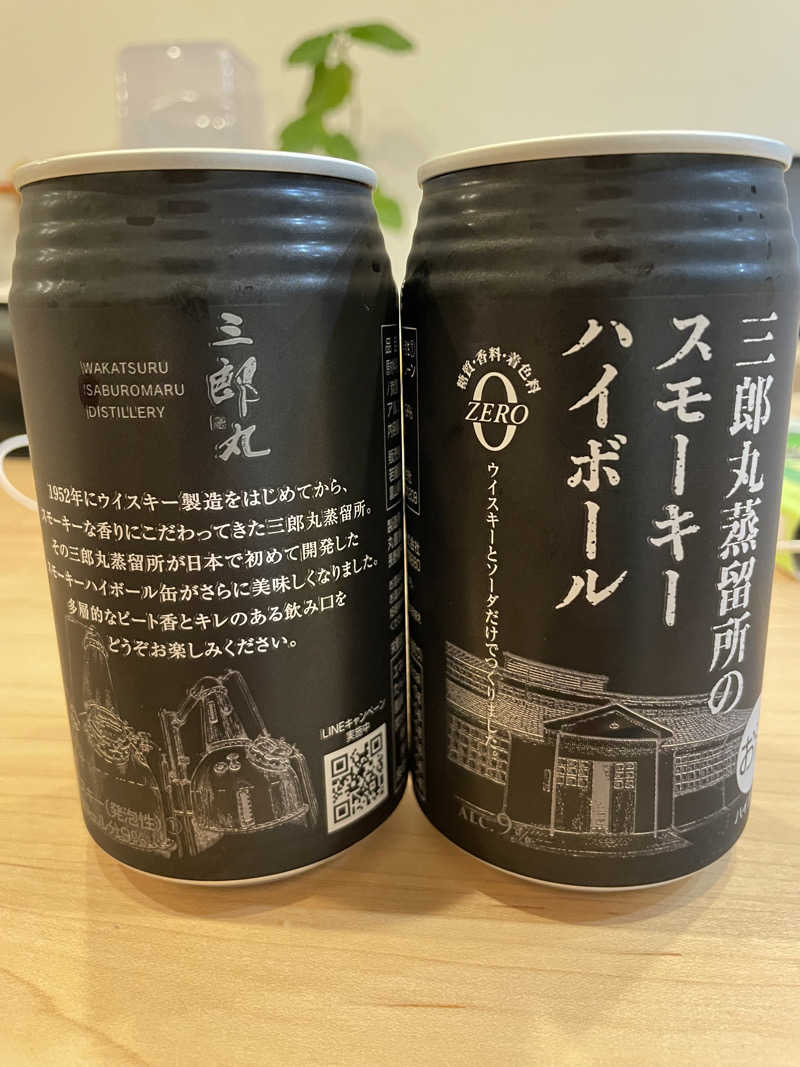 WAKATSURU
SABUROMARU
DISTILLERY
三郎丸
1952年にウイスキー製造をはじめてから、
スモーキーな香りにこだわってきた三郎丸蒸留所。
その三郎丸蒸留所が日本で初めて開発した
スモーキーハイボール缶がさらに美味しくなりました。
多層的なピート香とキレのある飲み口を
どうぞお楽しみください。
LINEキャンペーン
実施中
(発泡性)
三郎丸蒸留所の
スモーキー
ハイボール
糖質・香料・着色料
0
ZERO
ウイスキーとソーダだけでつくりました。
ALC. 9%